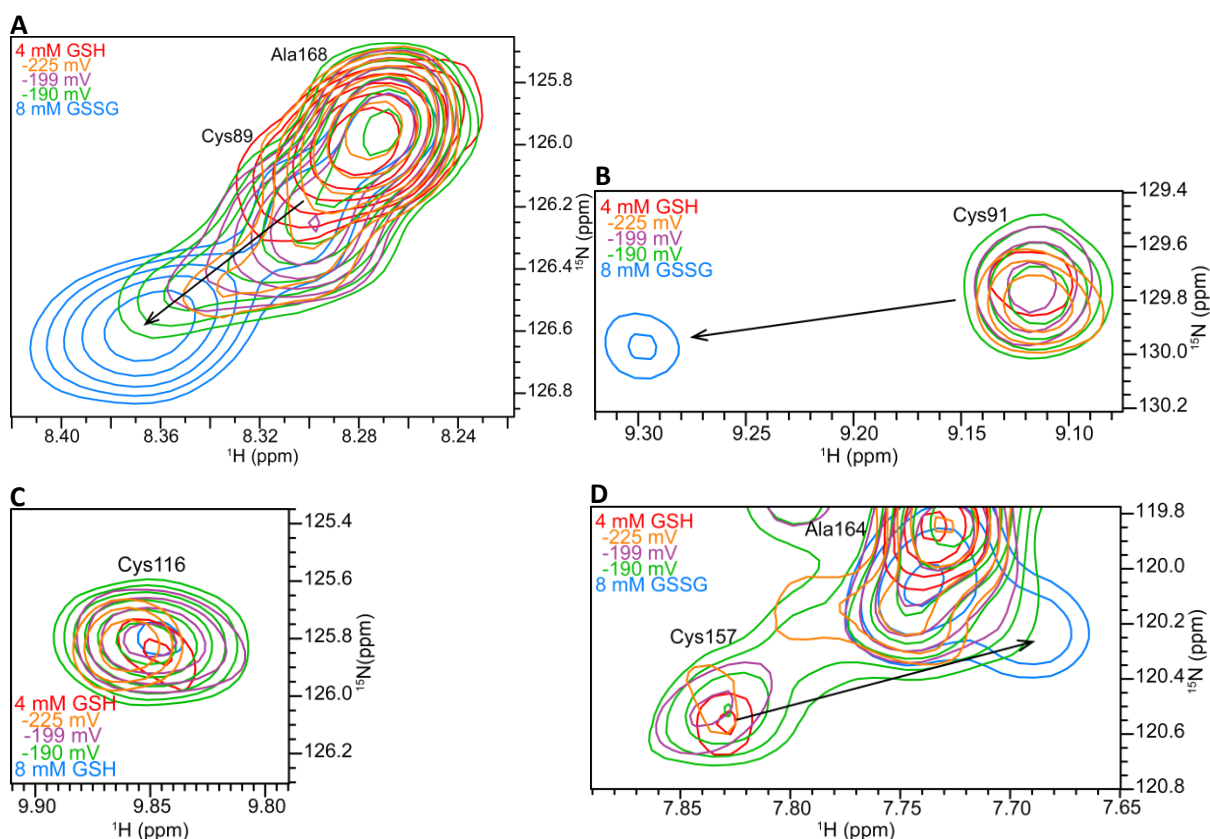 A
4 mM GSH
-225 mV
-199 mV
-190 mV
8 mM GSSG
Ala168
Cys89
125.8
126.0
126.2
126.4
126.6
126.8
15N (ppm)
8.40 8.36 8.32 8.28 8.24
1H (ppm)
B
4 mM GSH
-225 mV
-199 mV
-190 mV
8 mM GSSG
Cys91
129.4
129.6
129.8
130.0
130.2
15N (ppm)
9.30 9.25 9.20 9.15 9.10
1H (ppm)
C
Cys116
4 mM GSH
-225 mV
-199 mV
-190 mV
8 mM GSH
125.4
125.6
125.8
126.0
126.2
15N(ppm)
9.90 9.85 9.80
1H (ppm)
D
4 mM GSH
-225 mV
-199 mV
-190 mV
8 mM GSSG
Ala164
Cys157
119.8
120.0
120.2
120.4
120.6
120.8
15N (ppm)
7.85 7.80 7.75 7.70 7.65
1H (ppm)